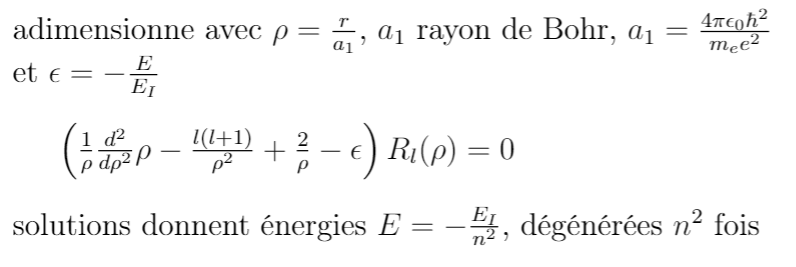 adimensionne avec $\rho = \frac{r}{a_1}$, $a_1$ rayon de Bohr, $a_1 = \frac{4\pi\epsilon_0\hbar^2}{m_e e^2}$
et $\epsilon = -\frac{E}{E_I}$
$\left(\frac{1}{\rho}\frac{d^2}{d\rho^2}\rho - \frac{l(l+1)}{\rho^2} + \frac{2}{\rho} - \epsilon\right) R_l(\rho) = 0$
solutions donnent énergies $E = -\frac{E_I}{n^2}$, dégénérées $n^2$ fois